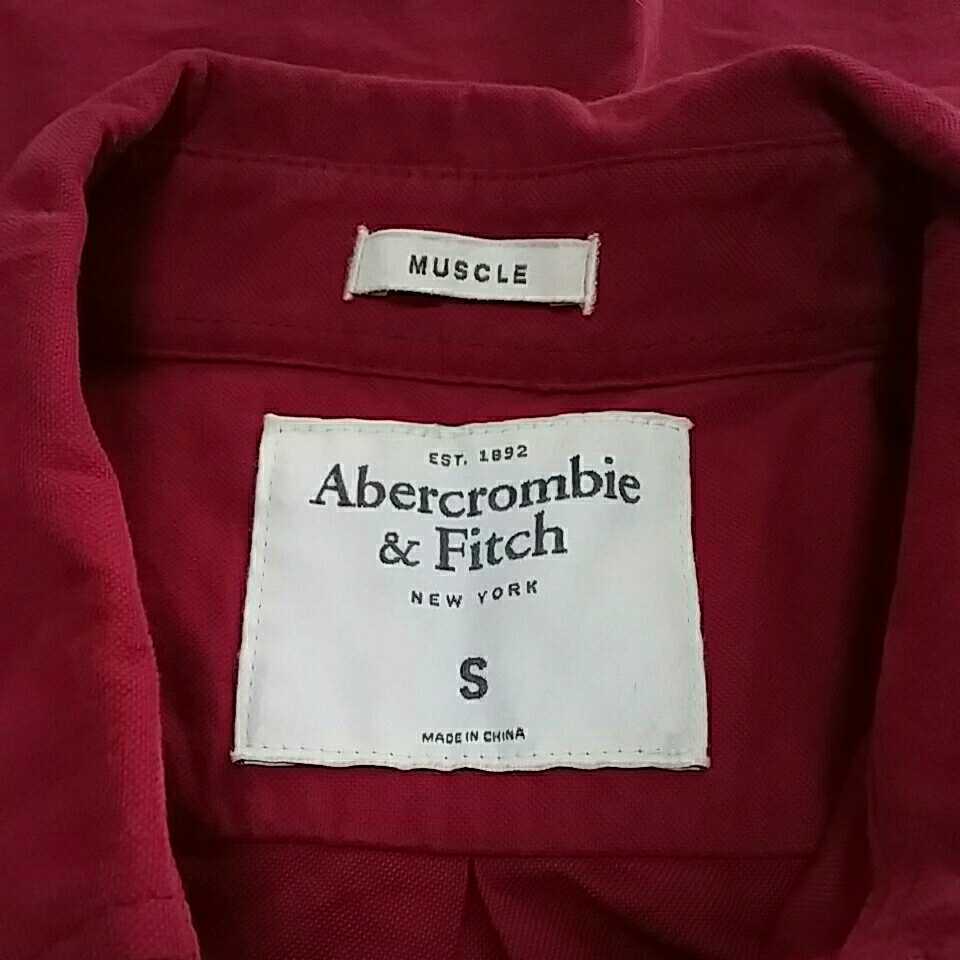 MUSCLE
EST. 1892
Abercrombie
& Fitch
NEW YORK
S
MADE IN CHINA